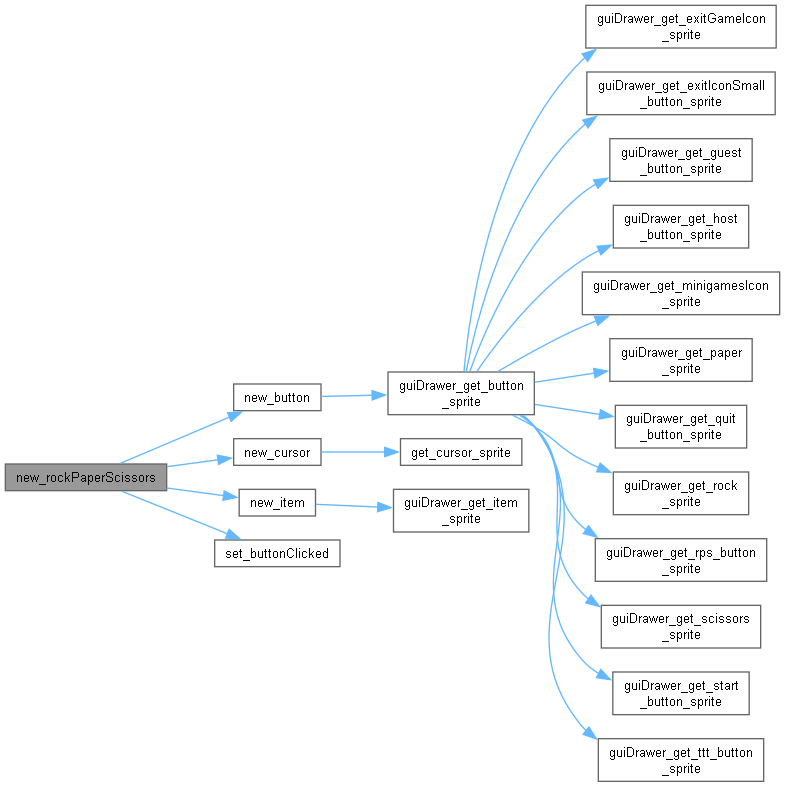 new_rockPaperScissors
new_button
new_cursor
new_item
set_buttonClicked
guiDrawer_get_button
_sprite
get_cursor_sprite
guiDrawer_get_item
_sprite
guiDrawer_get_exitGameIcon
_sprite
guiDrawer_get_exitIconSmall
_button_sprite
guiDrawer_get_guest
_button_sprite
guiDrawer_get_host
_button_sprite
guiDrawer_get_minigamesIcon
_sprite
guiDrawer_get_paper
_sprite
guiDrawer_get_quit
_button_sprite
guiDrawer_get_rock
_sprite
guiDrawer_get_rps_button
_sprite
guiDrawer_get_scissors
_sprite
guiDrawer_get_start
_button_sprite
guiDrawer_get_ttt_button
_sprite